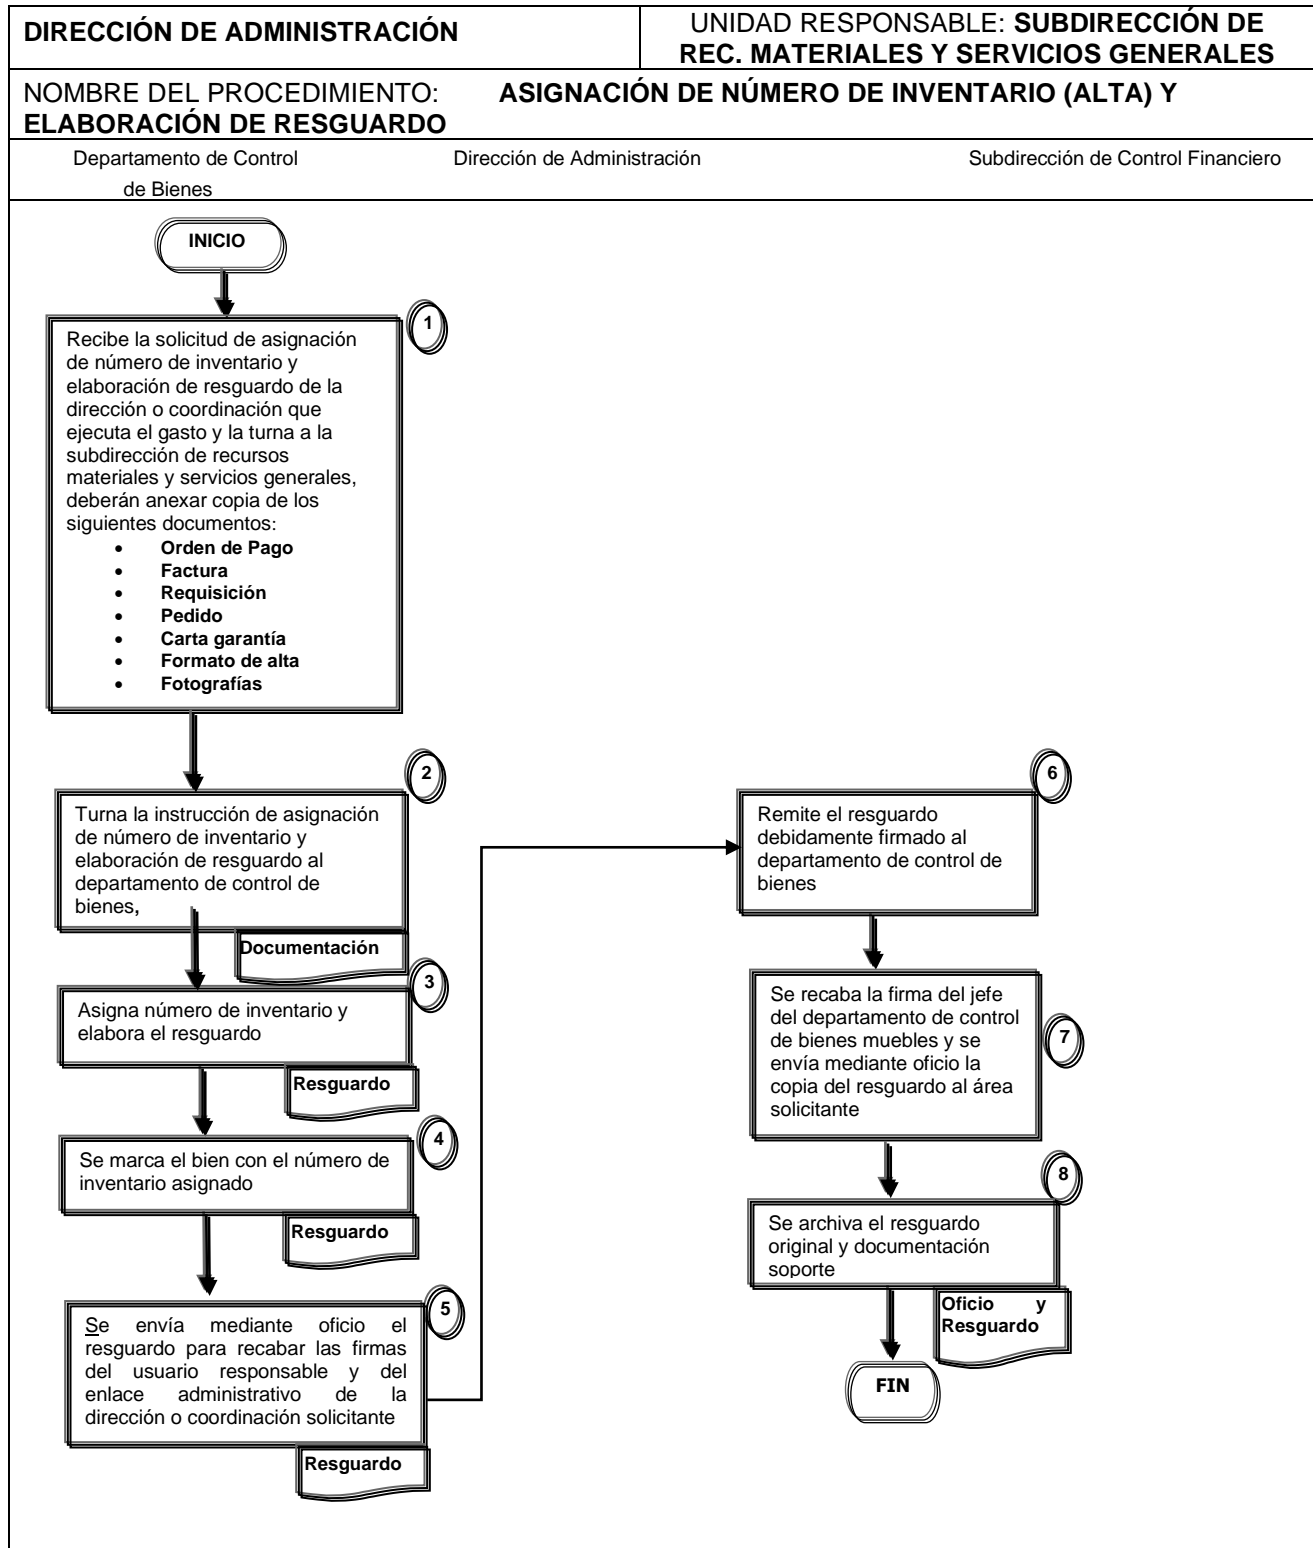 DIRECCIÓN DE ADMINISTRACIÓN
UNIDAD RESPONSABLE: SUBDIRECCIÓN DE
REC. MATERIALES Y SERVICIOS GENERALES
NOMBRE DEL PROCEDIMIENTO: ASIGNACIÓN DE NÚMERO DE INVENTARIO (ALTA) Y
ELABORACIÓN DE RESGUARDO
Departamento de Control
de Bienes
Dirección de Administración
Subdirección de Control Financiero
INICIO
1
Recibe la solicitud de asignación
de número de inventario y
elaboración de resguardo de la
dirección o coordinación que
ejecuta el gasto y la turna a la
subdirección de recursos
materiales y servicios generales,
deberán anexar copia de los
siguientes documentos:
• Orden de Pago
• Factura
• Requisición
• Pedido
• Carta garantía
• Formato de alta
• Fotografías
2
Turna la instrucción de asignación
de número de inventario y
elaboración de resguardo al
departamento de control de
bienes,
Documentación
3
Asigna número de inventario y
elabora el resguardo
Resguardo
4
Se marca el bien con el número de
inventario asignado
Resguardo
5
Se envía mediante oficio el
resguardo para recabar las firmas
del usuario responsable y del
enlace administrativo de la
dirección o coordinación solicitante
Resguardo
6
Remite el resguardo
debidamente firmado al
departamento de control de
bienes
7
Se recaba la firma del jefe
del departamento de control
de bienes muebles y se
envía mediante oficio la
copia del resguardo al área
solicitante
8
Se archiva el resguardo
original y documentación
soporte
Oficio y
Resguardo
FIN